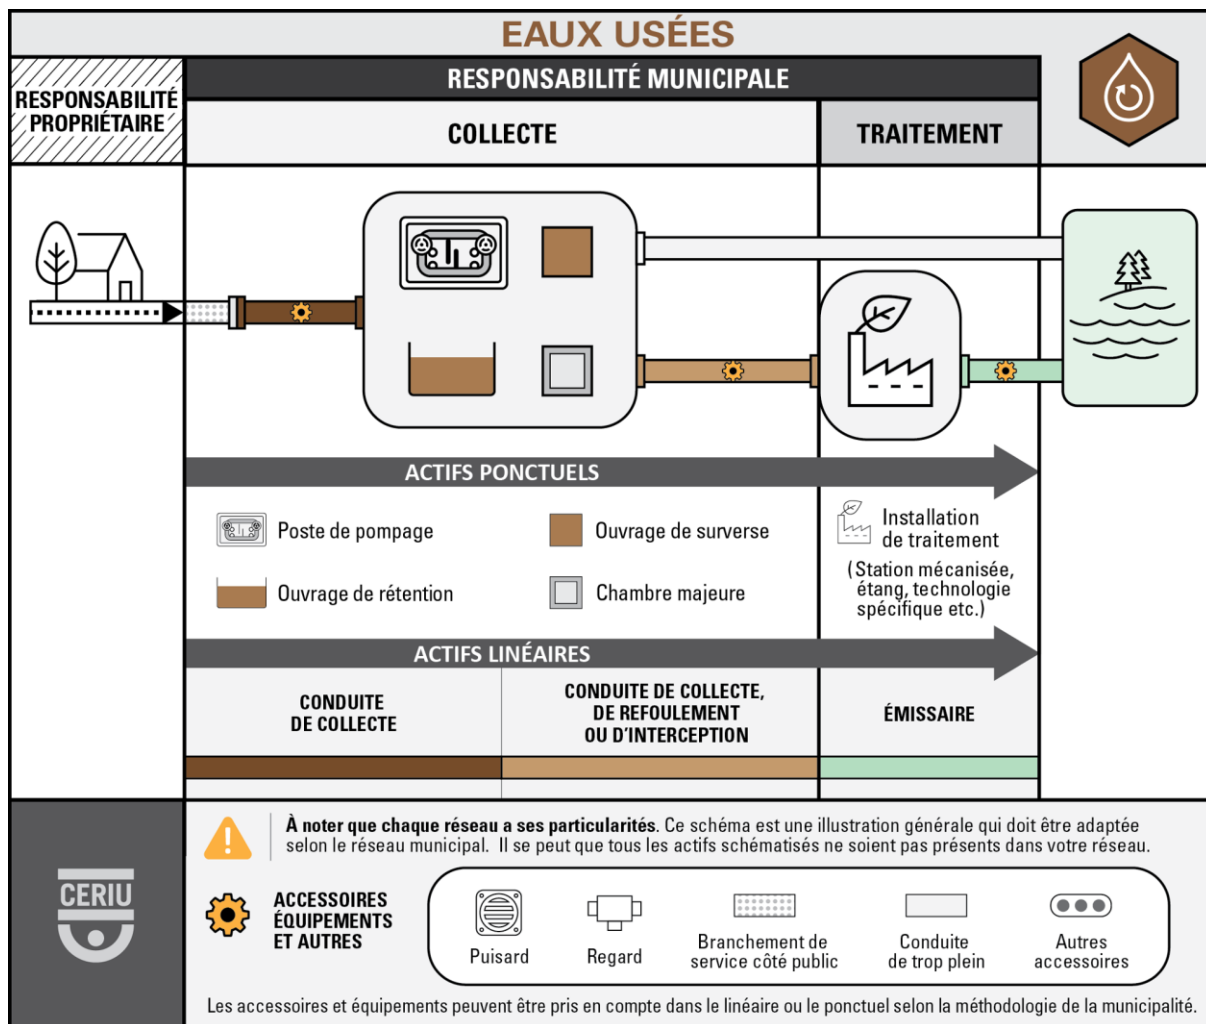 EAUX USÉES
RESPONSABILITÉ
PROPRIÉTAIRE
RESPONSABILITÉ MUNICIPALE
COLLECTE
TRAITEMENT
ACTIFS PONCTUELS
Poste de pompage
Ouvrage de surverse
Ouvrage de rétention
Chambre majeure
Installation
de traitement
(Station mécanisée,
étang, technologie
spécifique etc.)
ACTIFS LINÉAIRES
CONDUITE
DE COLLECTE
CONDUITE DE COLLECTE,
DE REFOULEMENT
OU D'INTERCEPTION
ÉMISSAIRE
CERIU
À noter que chaque réseau a ses particularités. Ce schéma est une illustration générale qui doit être adaptée
selon le réseau municipal. Il se peut que tous les actifs schématisés ne soient pas présents dans votre réseau.
ACCESSOIRES
ÉQUIPEMENTS
ET AUTRES
Puisard
Regard
Branchement de
service côté public
Conduite
de trop plein
Autres
accessoires
Les accessoires et équipements peuvent être pris en compte dans le linéaire ou le ponctuel selon la méthodologie de la municipalité.